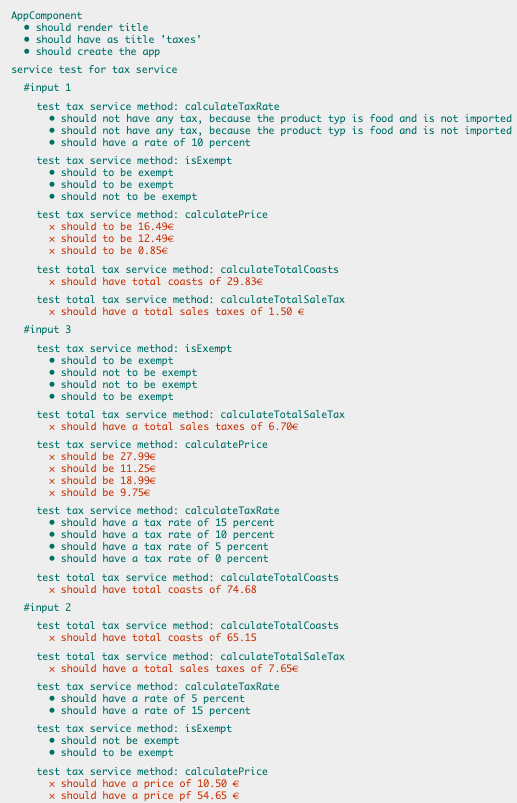 AppComponent
• should render title
• should have as title 'taxes'
• should create the app
service test for tax service
#input 1
test tax service method: calculateTaxRate
• should not have any tax, because the product typ is food and is not imported
• should not have any tax, because the product typ is food and is not imported
• should have a rate of 10 percent
test tax service method: isExempt
• should to be exempt
• should to be exempt
• should not to be exempt
test tax service method: calculatePrice
× should to be 16.49€
× should to be 12.49€
× should to be 0.85€
test total tax service method: calculateTotalCoasts
× should have total coasts of 29.83€
test total tax service method: calculateTotalSaleTax
× should have a total sales taxes of 1.50 €
#input 3
test tax service method: isExempt
• should to be exempt
• should not to be exempt
• should not to be exempt
• should to be exempt
test total tax service method: calculateTotalSaleTax
× should have a total sales taxes of 6.70€
test tax service method: calculatePrice
× should be 27.99€
× should be 11.25€
× should be 18.99€
× should be 9.75€
test tax service method: calculateTaxRate
• should have a tax rate of 15 percent
• should have a tax rate of 10 percent
• should have a tax rate of 5 percent
• should have a tax rate of 0 percent
test total tax service method: calculateTotalCoasts
× should have total coasts of 74.68
#input 2
test total tax service method: calculateTotalCoasts
× should have total coasts of 65.15
test total tax service method: calculateTotalSaleTax
× should have a total sales taxes of 7.65€
test tax service method: calculateTaxRate
• should have a rate of 5 percent
• should have a rate of 15 percent
test tax service method: isExempt
• should not be exempt
• should to be exempt
test tax service method: calculatePrice
× should have a price of 10.50 €
× should have a price pf 54.65 €